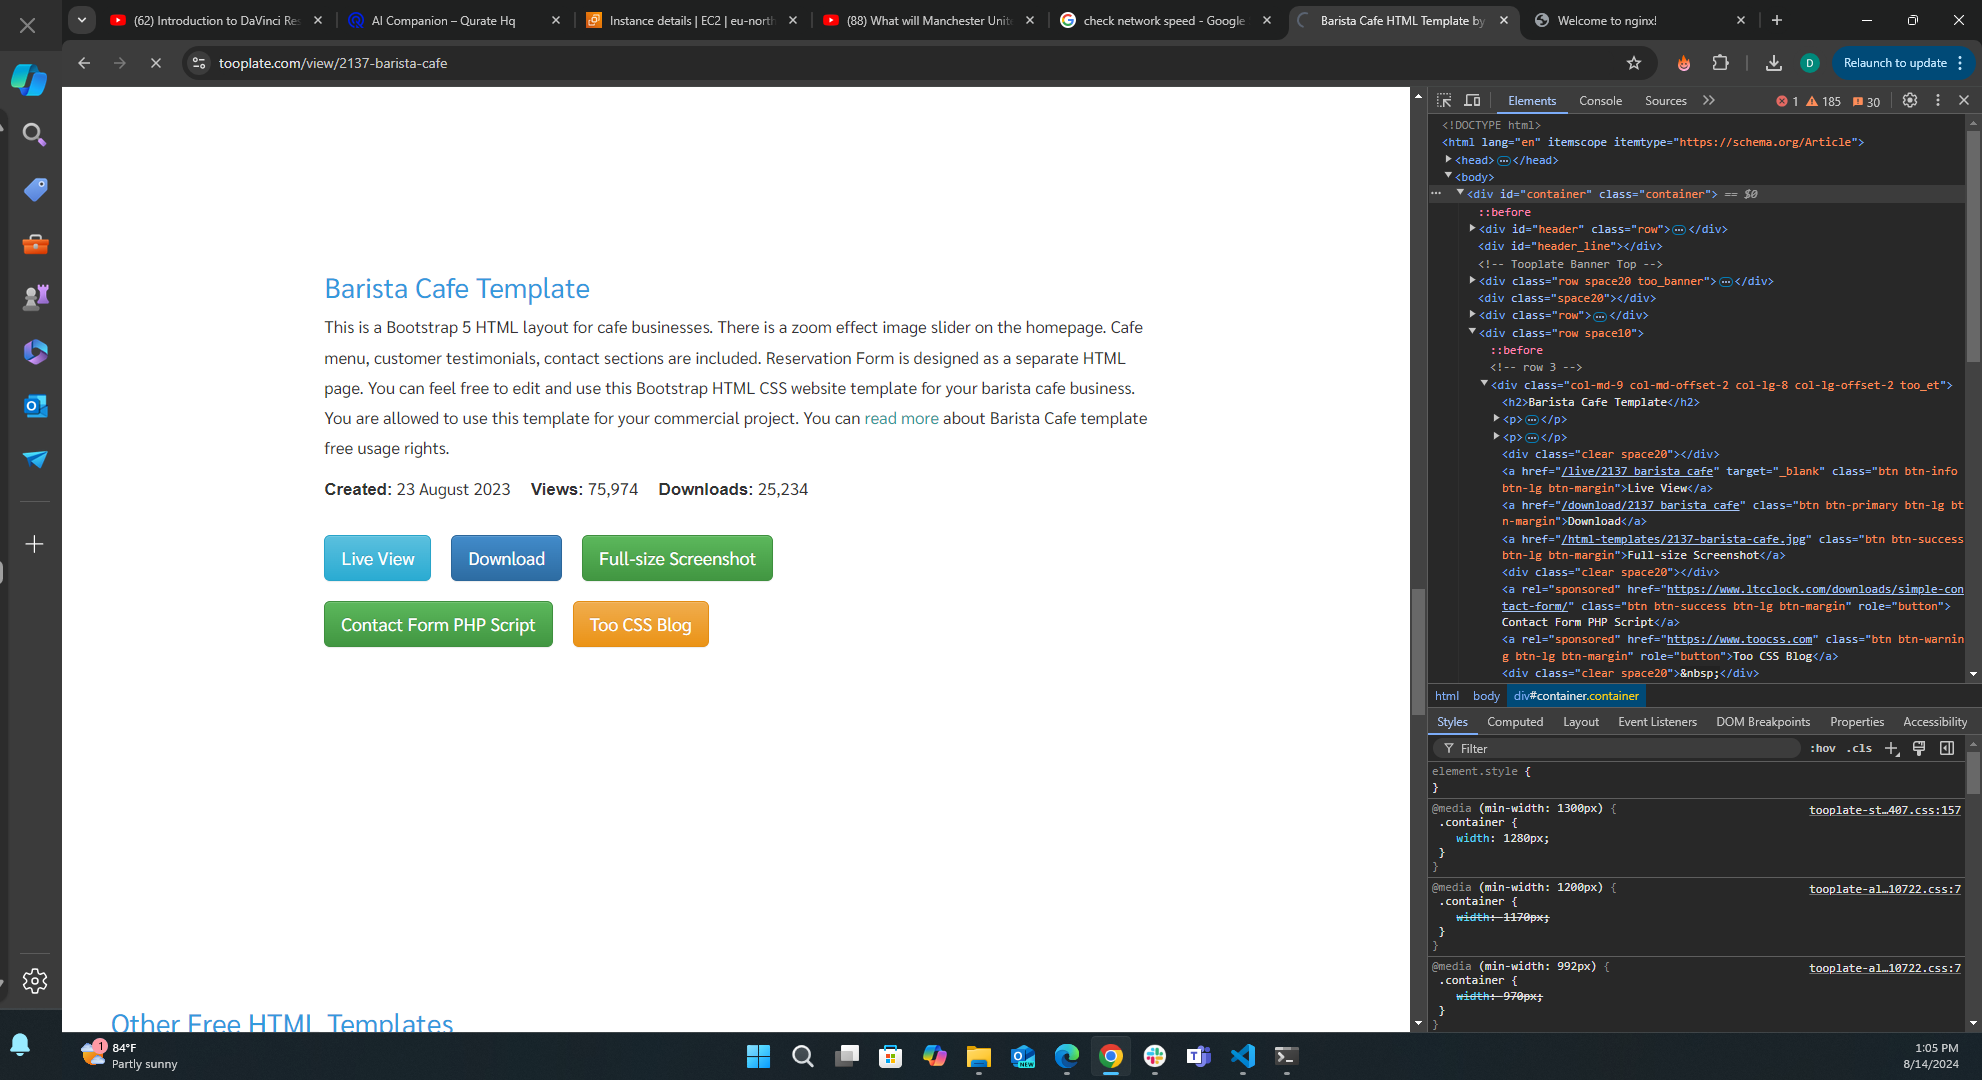 (62) Introduction to DaVinci Res
AI Companion – Qurate Hq
Instance details | EC2 | eu-north
(88) What will Manchester Unite
check network speed - Google
Barista Cafe HTML Template by
Welcome to nginx!
tooplate.com/view/2137-barista-cafe
D
Relaunch to update
Elements
Console
Sources
1
185
30
<!DOCTYPE html>
<html lang="en" itemscope itemtype="https://schema.org/Article">
<head>…</head>
<body>
<div id="container" class="container"> == $0
::before
<div id="header" class="row">…</div>
<div id="header_line"></div>
<!-- Tooplate Banner Top -->
<div class="row space20 too_banner">…</div>
<div class="space20"></div>
<div class="row">…</div>
<div class="row space10">
::before
<!-- row 3 -->
<div class="col-md-9 col-md-offset-2 col-lg-8 col-lg-offset-2 too_et">
<h2>Barista Cafe Template</h2>
<p>…</p>
<p>…</p>
<div class="clear space20"></div>
<a href="/live/2137_barista_cafe" target="_blank" class="btn btn-info
btn-lg btn-margin">Live View</a>
<a href="/download/2137_barista_cafe" class="btn btn-primary btn-lg bt
n-margin">Download</a>
<a href="/html-templates/2137-barista-cafe.jpg" class="btn btn-success
btn-lg btn-margin">Full-size Screenshot</a>
<div class="clear space20"></div>
<a rel="sponsored" href="https://www.ltcclock.com/downloads/simple-con
tact-form/" class="btn btn-success btn-lg btn-margin" role="button">
Contact Form PHP Script</a>
<a rel="sponsored" href="https://www.toocss.com" class="btn btn-warnin
g btn-lg btn-margin" role="button">Too CSS Blog</a>
<div class="clear space20">&nbsp;</div>
html body div#container.container
Styles Computed Layout Event Listeners DOM Breakpoints Properties Accessibility
Filter
:hov .cls
element.style {
}
@media (min-width: 1300px) {
tooplate-st…407.css:157
.container {
width: 1280px;
}
}
@media (min-width: 1200px) {
tooplate-al…10722.css:7
.container {
width: 1170px;
}
}
@media (min-width: 992px) {
tooplate-al…10722.css:7
.container {
width: 970px;
}
}
Barista Cafe Template
This is a Bootstrap 5 HTML layout for cafe businesses. There is a zoom effect image slider on the homepage. Cafe
menu, customer testimonials, contact sections are included. Reservation Form is designed as a separate HTML
page. You can feel free to edit and use this Bootstrap HTML CSS website template for your barista cafe business.
You are allowed to use this template for your commercial project. You can read more about Barista Cafe template
free usage rights.
Created: 23 August 2023 Views: 75,974 Downloads: 25,234
Live View
Download
Full-size Screenshot
Contact Form PHP Script
Too CSS Blog
Other Free HTML Templates
1
84°F
Partly sunny
NEW
1:05 PM
8/14/2024